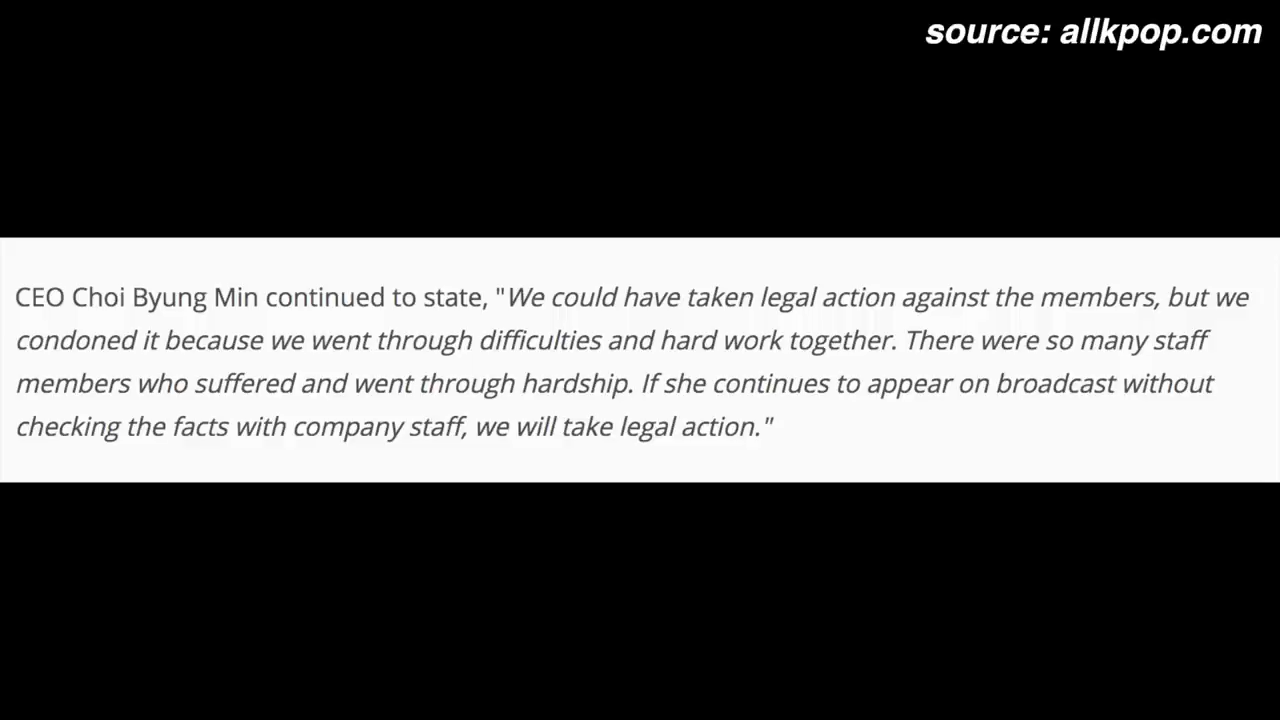 source: allkpop.com
CEO Choi Byung Min continued to state, "We could have taken legal action against the members, but we
condoned it because we went through difficulties and hard work together. There were so many staff
members who suffered and went through hardship. If she continues to appear on broadcast without
checking the facts with company staff, we will take legal action."